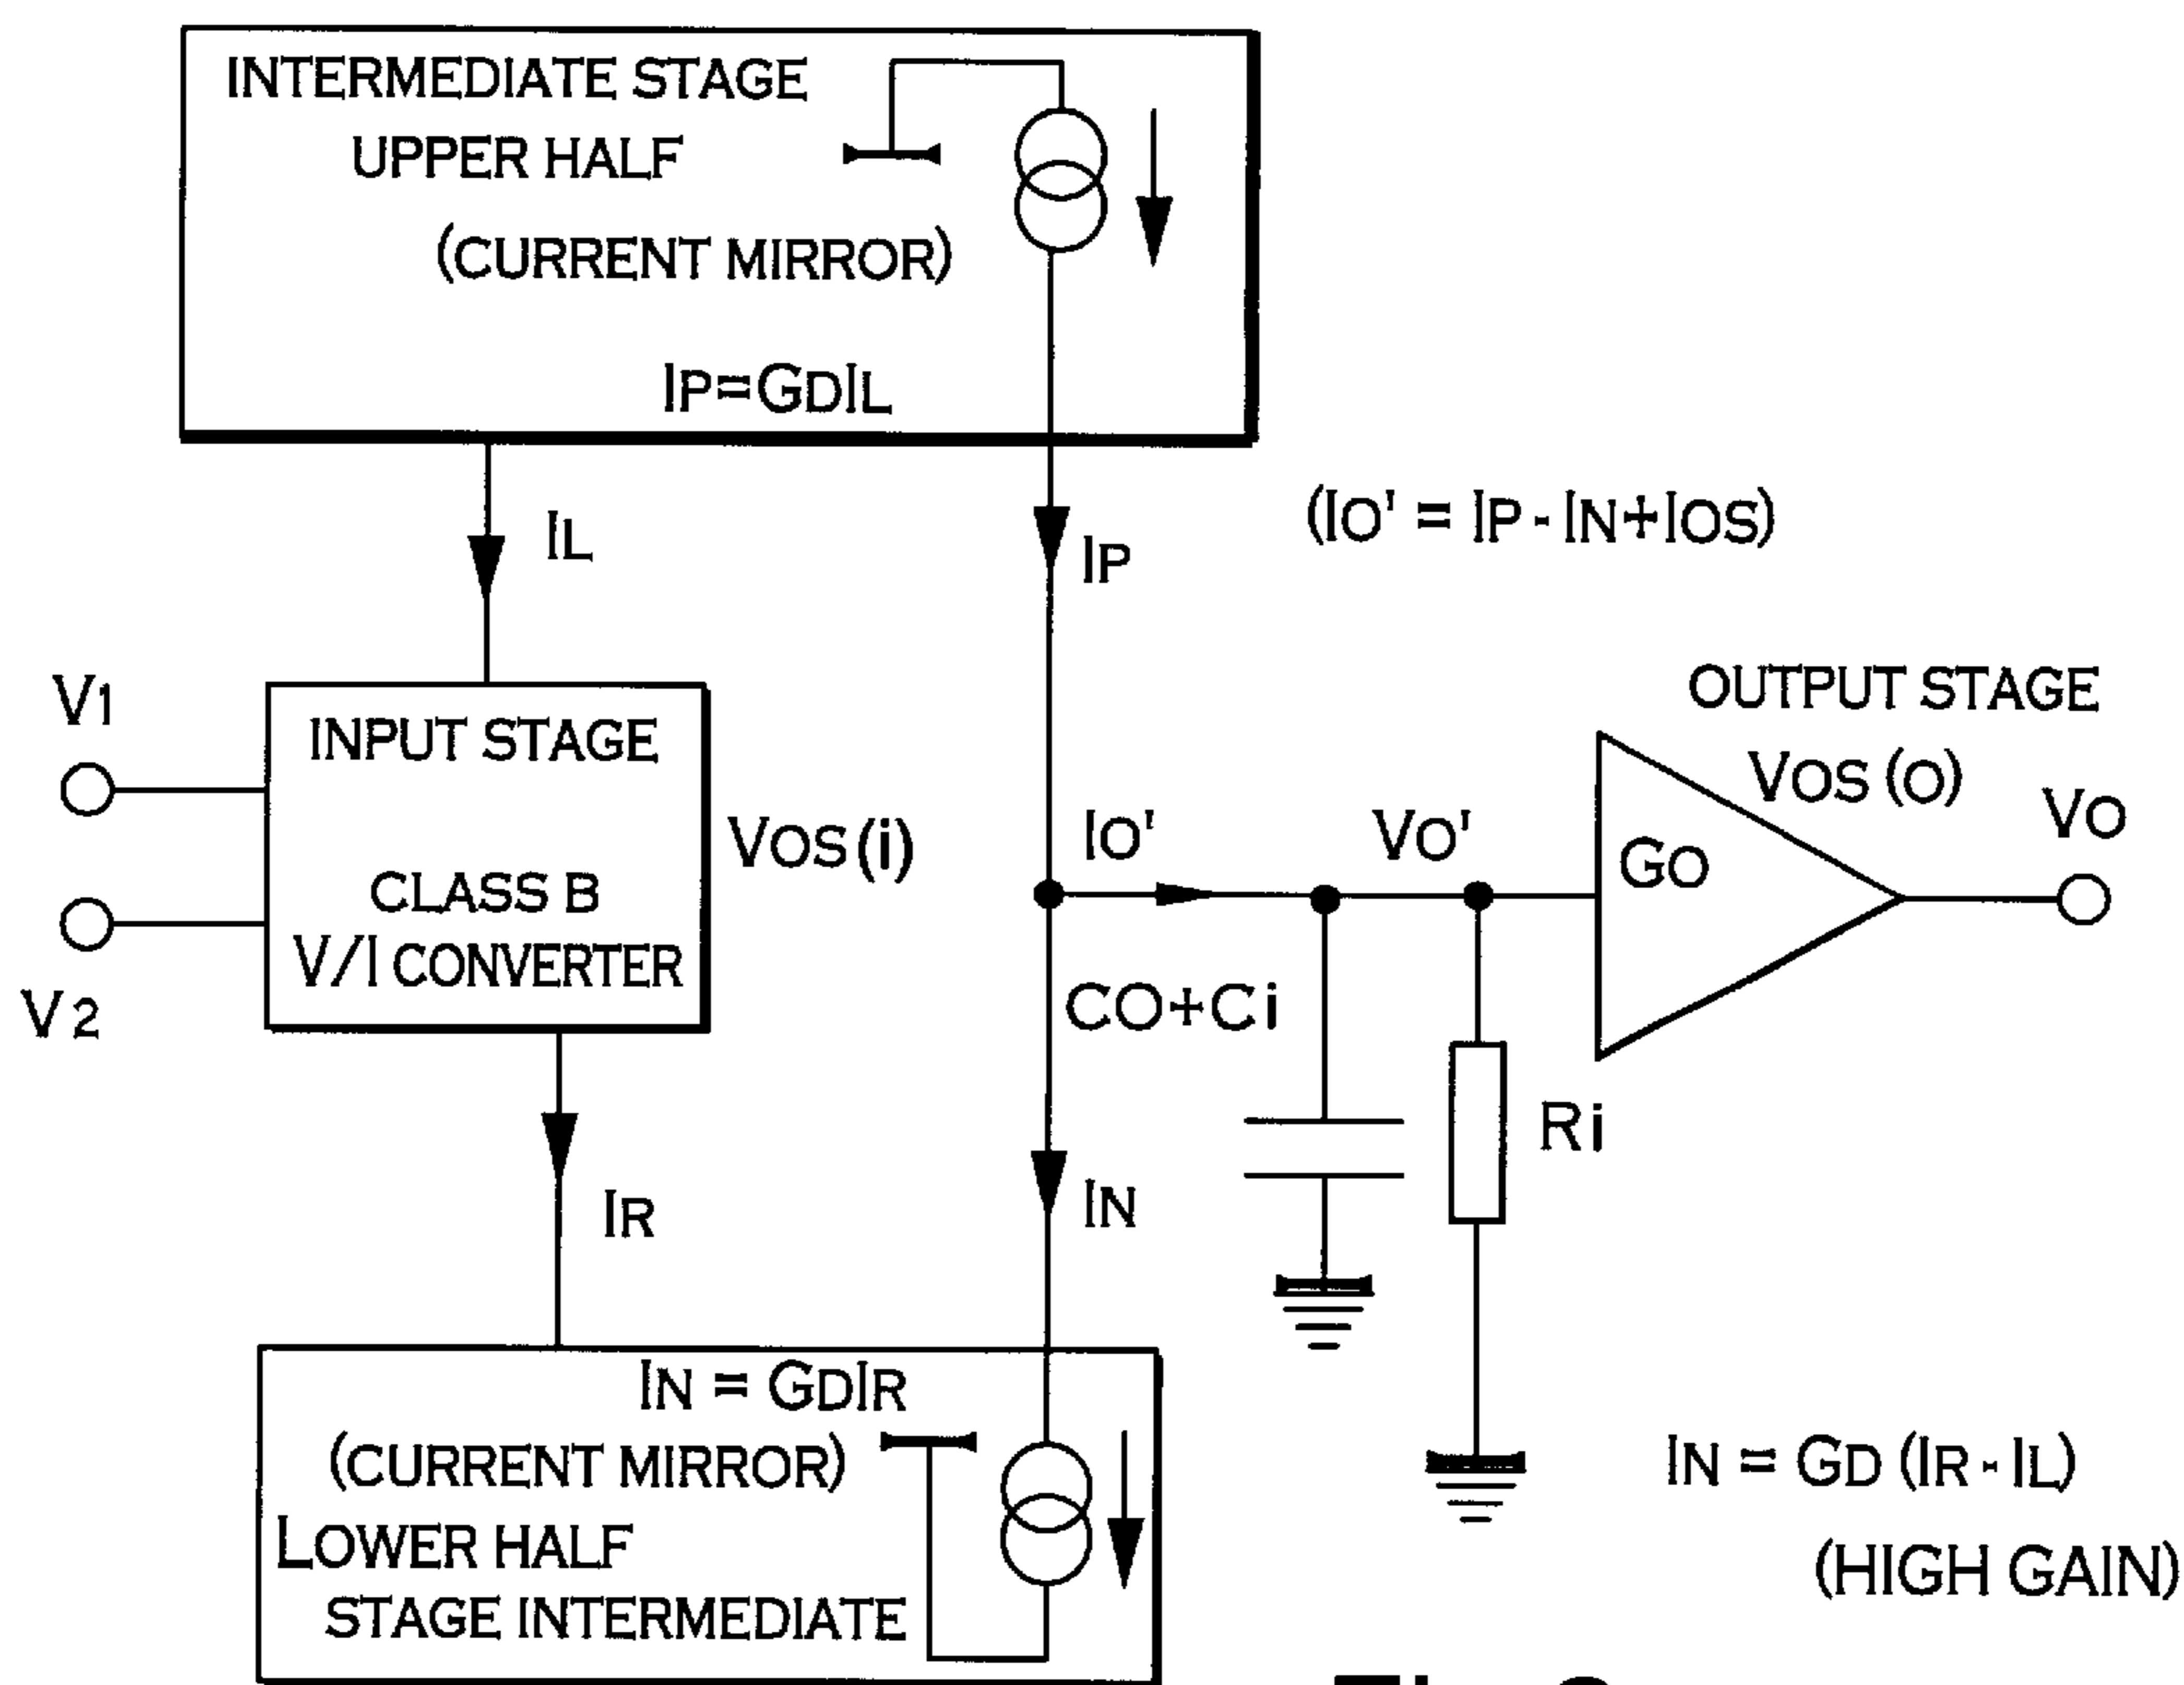 INTERMEDIATE STAGE
UPPER HALF
(CURRENT MIRROR)
IP=GDIL
IL
IP
(IO' = IP - IN+IOS)
V1
V2
INPUT STAGE
CLASS B
V/I CONVERTER
VOS(i)
IO'
VO'
OUTPUT STAGE
VOS (O)
GO
VO
CO+Ci
Ri
IR
IN
IN = GDIR
(CURRENT MIRROR)
LOWER HALF
STAGE INTERMEDIATE
IN = GD (IR - IL)
(HIGH GAIN)